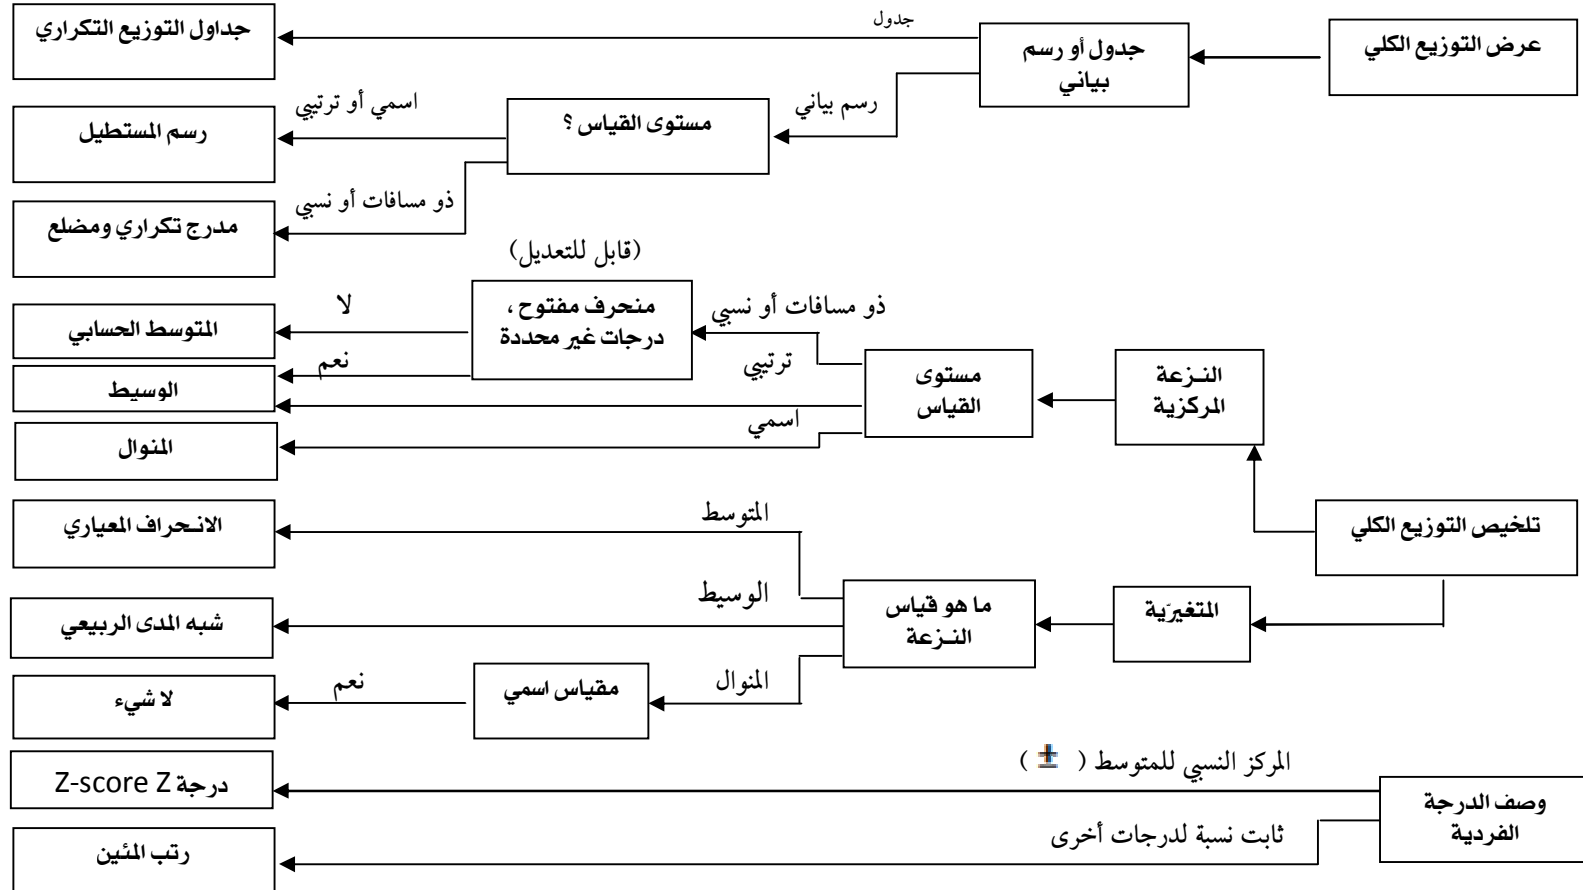 عرض التوزيع الكلي
جدول أو رسم
بياني
جدول
جداول التوزيع التكراري
رسم بياني
مستوى القياس ؟
اسمي أو ترتيبي
رسم المستطيل
ذو مسافات أو نسبي
مدرج تكراري ومضلع
تلخيص التوزيع الكلي
النـزعة
المركزية
مستوى
القياس
ذو مسافات أو نسبي
(قابل للتعديل)
منحرف مفتوح ،
درجات غير محددة
لا
المتوسط الحسابي
نعم
ترتيبي
الوسيط
اسمي
المنوال
المتغيريّة
ما هو قياس
النـزعة
المتوسط
الانـحراف المعياري
الوسيط
شبه المدى الربيعي
المنوال
مقياس اسمي
نعم
لا شيء
وصف الدرجة
الفردية
المركز النسبي للمتوسط ( ± )
درجة Z-score Z
ثابت نسبة لدرجات أخرى
رتب المئين